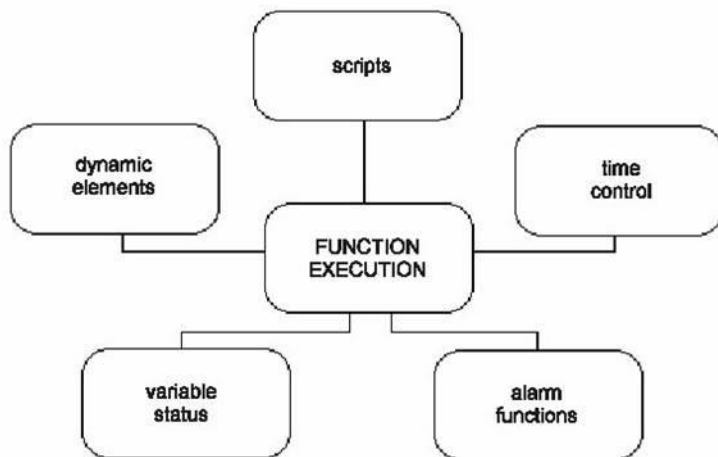 scripts
dynamic
elements
time
control
FUNCTION
EXECUTION
variable
status
alarm
functions